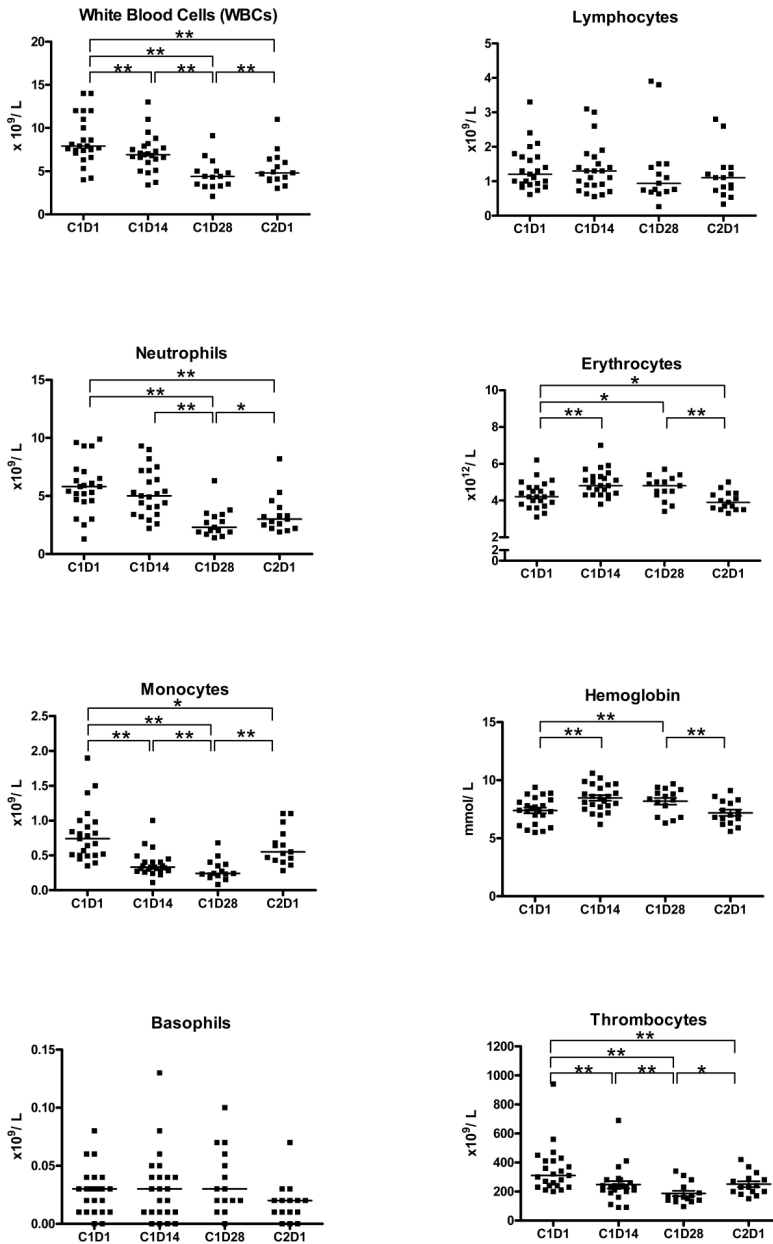 White Blood Cells (WBCs)
**
**
** ** **
x 10⁹/ L
20
15
10
5
0
C1D1 C1D14 C1D28 C2D1
Lymphocytes
x 10⁹/ L
5
4
3
2
1
0
C1D1 C1D14 C1D28 C2D1
Neutrophils
**
**
** *
x10⁹/ L
15
10
5
0
C1D1 C1D14 C1D28 C2D1
Erythrocytes
*
*
** **
x10¹²/ L
10
8
6
4
2
2
0
C1D1 C1D14 C1D28 C2D1
Monocytes
*
**
** ** **
x10⁹/ L
2.5
2.0
1.5
1.0
0.5
0.0
C1D1 C1D14 C1D28 C2D1
Hemoglobin
**
** **
mmol/ L
15
10
5
0
C1D1 C1D14 C1D28 C2D1
Basophils
x10⁹/ L
0.15
0.10
0.05
0.00
C1D1 C1D14 C1D28 C2D1
Thrombocytes
**
**
** ** *
x10⁹/ L
1200
1000
800
600
400
200
0
C1D1 C1D14 C1D28 C2D1